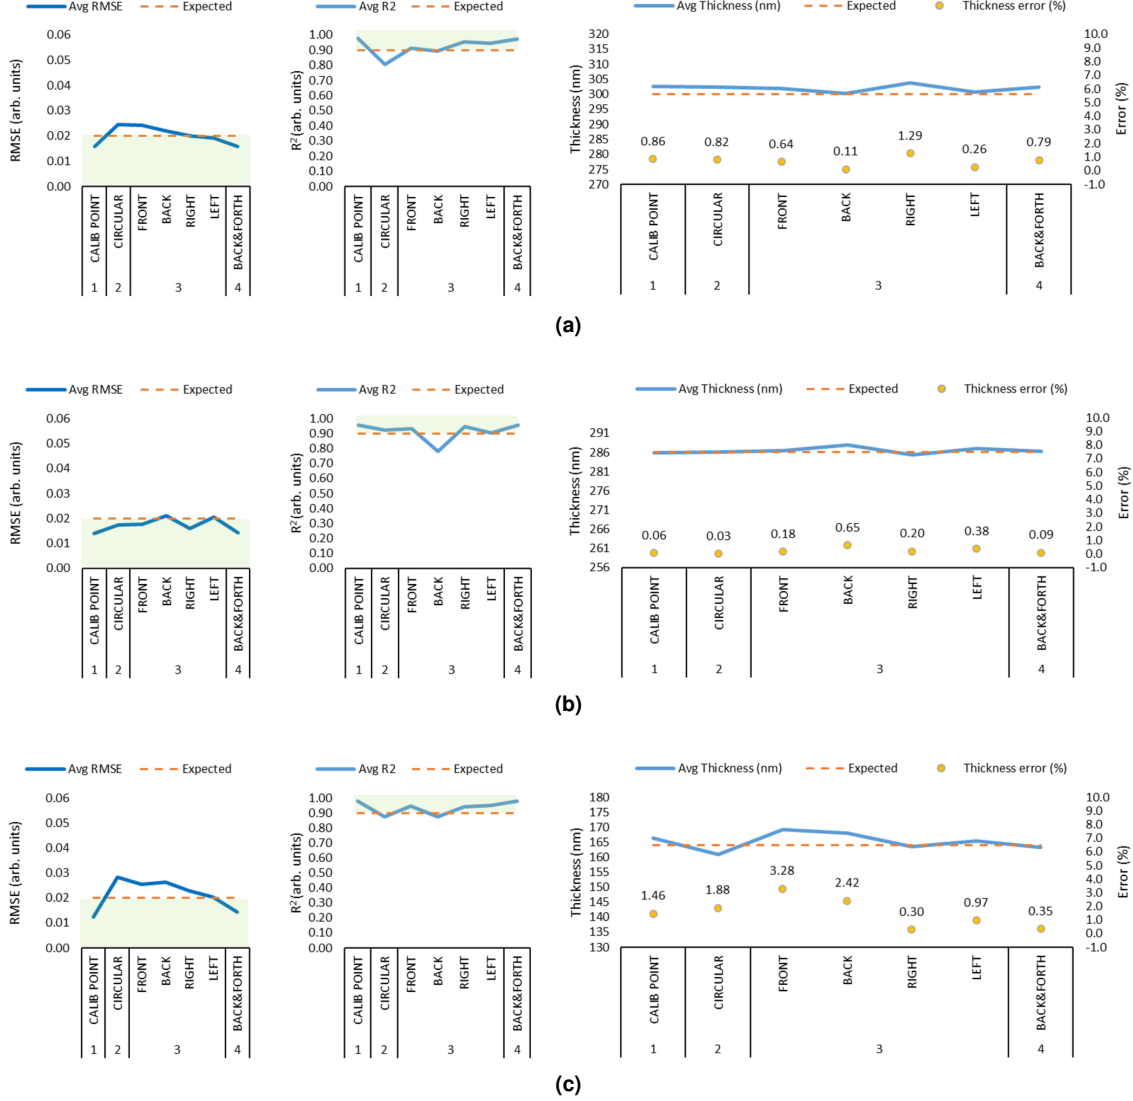 Avg RMSE Expected
RMSE (arb. units)
0.06
0.05
0.04
0.03
0.02
0.01
0.00
CALIB POINT
CIRCULAR
FRONT
BACK
RIGHT
LEFT
BACK&FORTH
1 2 3 4
Avg R2 Expected
R² (arb. units)
1.00
0.90
0.80
0.70
0.60
0.50
0.40
0.30
0.20
0.10
0.00
CALIB POINT
CIRCULAR
FRONT
BACK
RIGHT
LEFT
BACK&FORTH
1 2 3 4
Avg Thickness (nm) Expected Thickness error (%)
Thickness (nm)
320
315
310
305
300
295
290
285
280
275
270
0.86 0.82 0.64 0.11 1.29 0.26 0.79
10.0
9.0
8.0
7.0
6.0
5.0
4.0
3.0
2.0
1.0
0.0
-1.0
Error (%)
CALIB POINT
CIRCULAR
FRONT
BACK
RIGHT
LEFT
BACK&FORTH
1 2 3 4
(a)
Avg RMSE Expected
RMSE (arb. units)
0.06
0.05
0.04
0.03
0.02
0.01
0.00
CALIB POINT
CIRCULAR
FRONT
BACK
RIGHT
LEFT
BACK&FORTH
1 2 3 4
Avg R2 Expected
R² (arb. units)
1.00
0.90
0.80
0.70
0.60
0.50
0.40
0.30
0.20
0.10
0.00
CALIB POINT
CIRCULAR
FRONT
BACK
RIGHT
LEFT
BACK&FORTH
1 2 3 4
Avg Thickness (nm) Expected Thickness error (%)
Thickness (nm)
291
286
281
276
271
266
261
256
0.06 0.03 0.18 0.65 0.20 0.38 0.09
10.0
9.0
8.0
7.0
6.0
5.0
4.0
3.0
2.0
1.0
0.0
-1.0
Error (%)
CALIB POINT
CIRCULAR
FRONT
BACK
RIGHT
LEFT
BACK&FORTH
1 2 3 4
(b)
Avg RMSE Expected
RMSE (arb. units)
0.06
0.05
0.04
0.03
0.02
0.01
0.00
CALIB POINT
CIRCULAR
FRONT
BACK
RIGHT
LEFT
BACK&FORTH
1 2 3 4
Avg R2 Expected
R² (arb. units)
1.00
0.90
0.80
0.70
0.60
0.50
0.40
0.30
0.20
0.10
0.00
CALIB POINT
CIRCULAR
FRONT
BACK
RIGHT
LEFT
BACK&FORTH
1 2 3 4
Avg Thickness (nm) Expected Thickness error (%)
Thickness (nm)
180
175
170
165
160
155
150
145
140
135
130
1.46 1.88 3.28 2.42 0.30 0.97 0.35
10.0
9.0
8.0
7.0
6.0
5.0
4.0
3.0
2.0
1.0
0.0
-1.0
Error (%)
CALIB POINT
CIRCULAR
FRONT
BACK
RIGHT
LEFT
BACK&FORTH
1 2 3 4
(c)